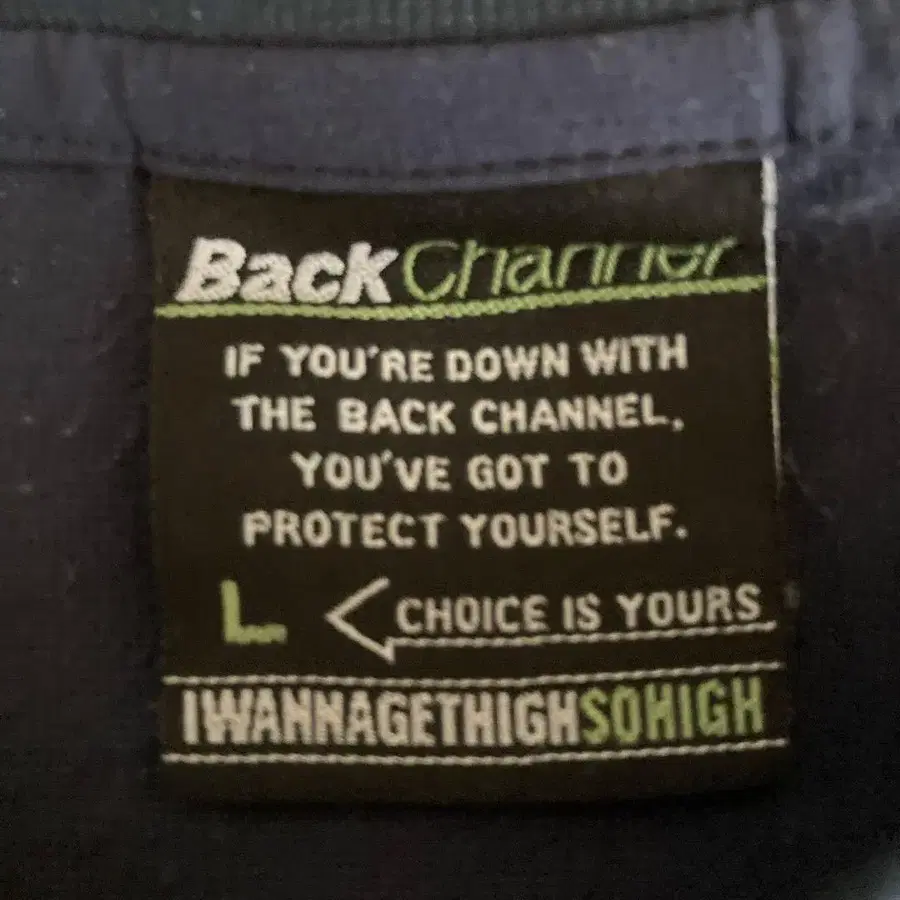 Back Channel
IF YOU'RE DOWN WITH
THE BACK CHANNEL,
YOU'VE GOT TO
PROTECT YOURSELF.
L CHOICE IS YOURS
IWANNAGETHIGHSOHIGH